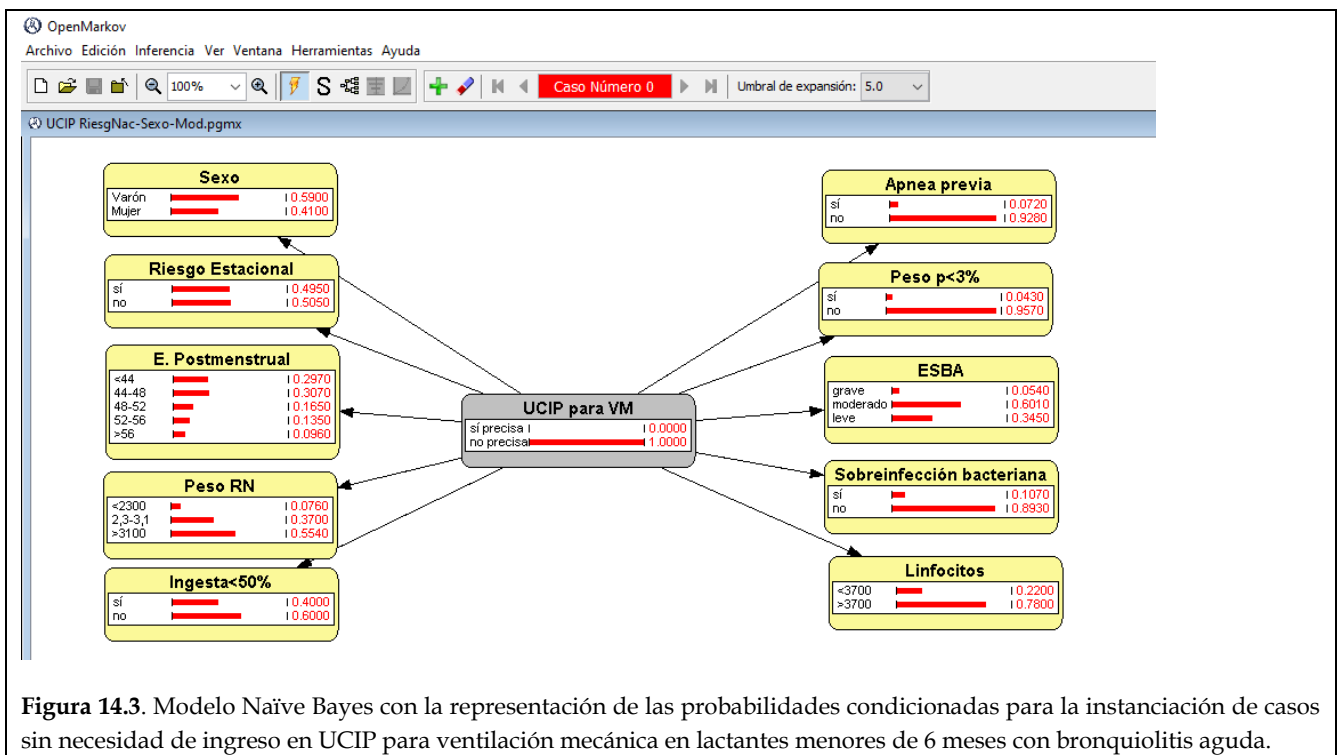 OpenMarkov
Archivo Edición Inferencia Ver Ventana Herramientas Ayuda
100%
S
Caso Número 0
Umbral de expansión: 5.0
UCIP RiesgNac-Sexo-Mod.pgmx
Sexo
Varón 0.5900
Mujer 0.4100
Riesgo Estacional
sí 0.4950
no 0.5050
E. Postmenstrual
<44 0.2970
44-48 0.3070
48-52 0.1650
52-56 0.1350
>56 0.0960
Peso RN
<2300 0.0760
2,3-3,1 0.3700
>3100 0.5540
Ingesta<50%
sí 0.4000
no 0.6000
UCIP para VM
sí precisa 0.0000
no precisa 1.0000
Apnea previa
sí 0.0720
no 0.9280
Peso p<3%
sí 0.0430
no 0.9570
ESBA
grave 0.0540
moderado 0.6010
leve 0.3450
Sobreinfección bacteriana
sí 0.1070
no 0.8930
Linfocitos
<3700 0.2200
>3700 0.7800
Figura 14.3. Modelo Naïve Bayes con la representación de las probabilidades condicionadas para la instanciación de casos
sin necesidad de ingreso en UCIP para ventilación mecánica en lactantes menores de 6 meses con bronquiolitis aguda.